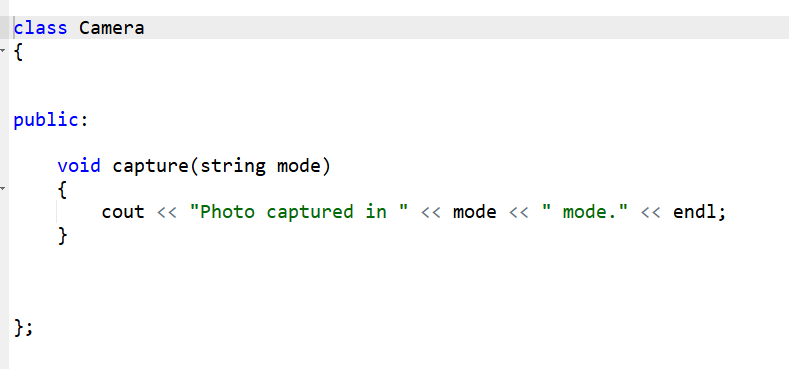 class Camera
{
public:
void capture(string mode)
{
cout << "Photo captured in " << mode << " mode." << endl;
}
};